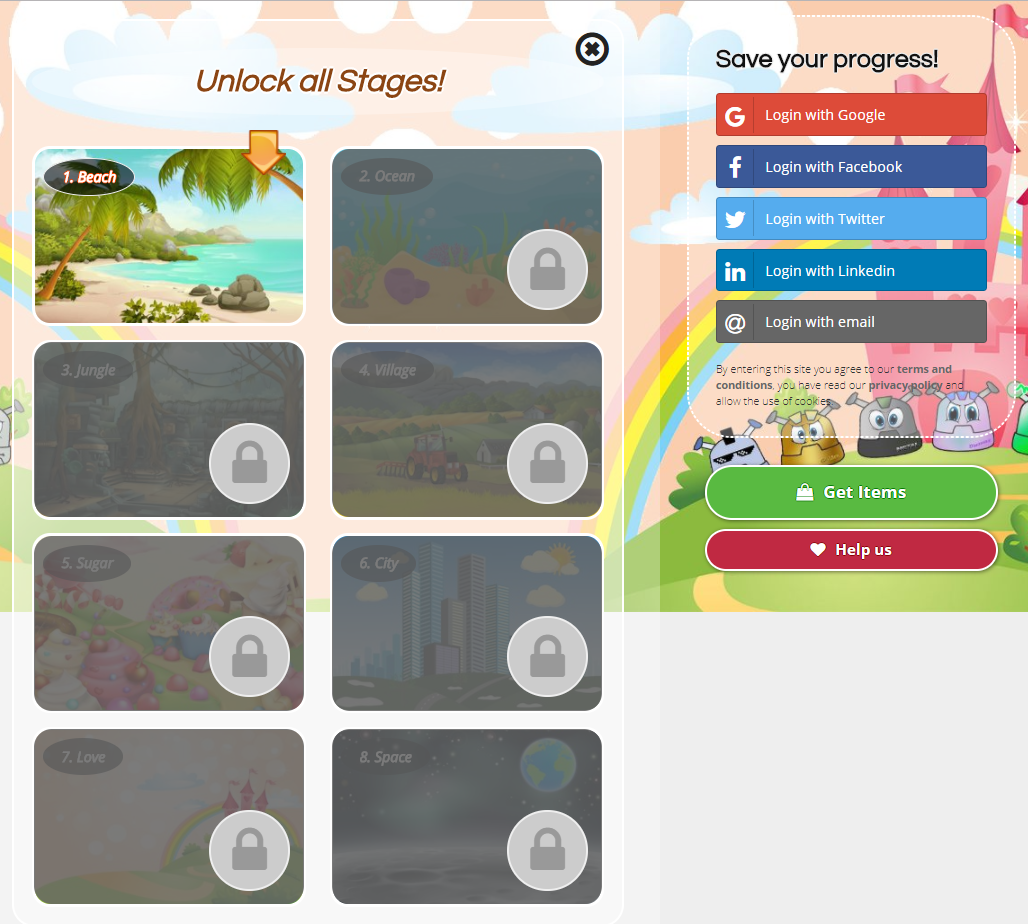 Unlock all Stages!
1. Beach
2. Ocean
3. Jungle
4. Village
5. Sugar
6. City
7. Love
8. Space
Save your progress!
Login with Google
Login with Facebook
Login with Twitter
Login with Linkedin
@ Login with email
By entering this site you agree to our terms and
conditions, you have read our privacy policy and
allow the use of cookies.
Get Items
Help us